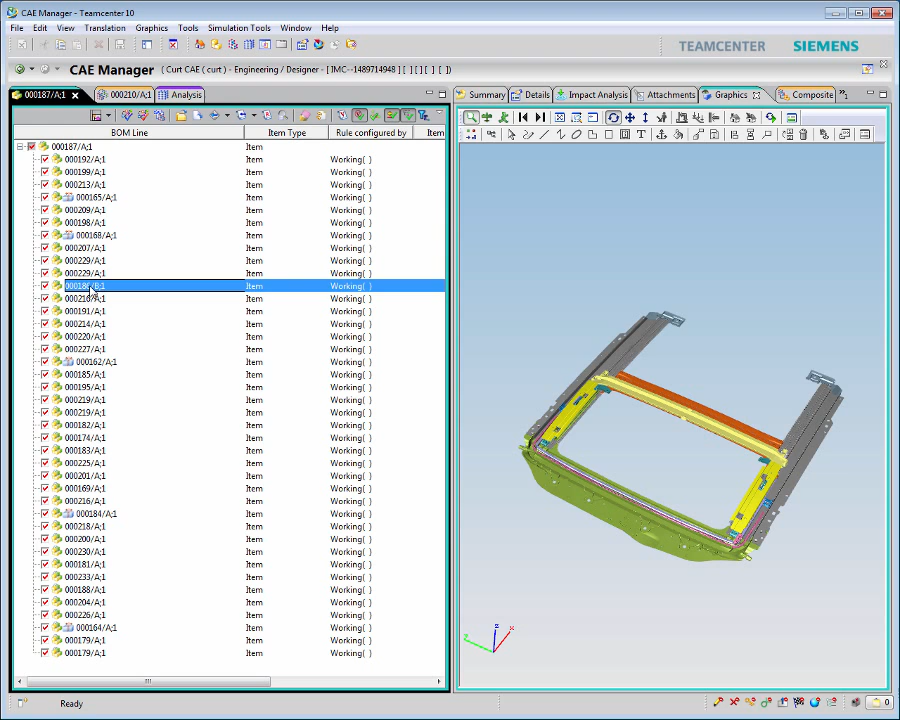 CAE Manager - Teamcenter 10
File Edit View Translation Graphics Tools Simulation Tools Window Help
TEAMCENTER SIEMENS
CAE Manager ( Curt CAE ( curt ) - Engineering / Designer - [ ]MC--1489714948 ] [ ] [ ] [ ] [ ] )
000187/A;1 000210/A;1 Analysis
Summary Details Impact Analysis Attachments Graphics Composite
BOM Line Item Type Rule configured by Item
000187/A;1 Item
000192/A;1 Item Working( )
000199/A;1 Item Working( )
000213/A;1 Item Working( )
000165/A;1 Item Working( )
000209/A;1 Item Working( )
000198/A;1 Item Working( )
000168/A;1 Item Working( )
000207/A;1 Item Working( )
000229/A;1 Item Working( )
000229/A;1 Item Working( )
Item Working( )
Item Working( )
000191/A;1 Item Working( )
000214/A;1 Item Working( )
000220/A;1 Item Working( )
000227/A;1 Item Working( )
000162/A;1 Item Working( )
000185/A;1 Item Working( )
000195/A;1 Item Working( )
000219/A;1 Item Working( )
000219/A;1 Item Working( )
000182/A;1 Item Working( )
000174/A;1 Item Working( )
000183/A;1 Item Working( )
000225/A;1 Item Working( )
000201/A;1 Item Working( )
000169/A;1 Item Working( )
000216/A;1 Item Working( )
000184/A;1 Item Working( )
000218/A;1 Item Working( )
000200/A;1 Item Working( )
000230/A;1 Item Working( )
000181/A;1 Item Working( )
000233/A;1 Item Working( )
000188/A;1 Item Working( )
000204/A;1 Item Working( )
000226/A;1 Item Working( )
000164/A;1 Item Working( )
000179/A;1 Item Working( )
000179/A;1 Item Working( )
Z X
Ready 0